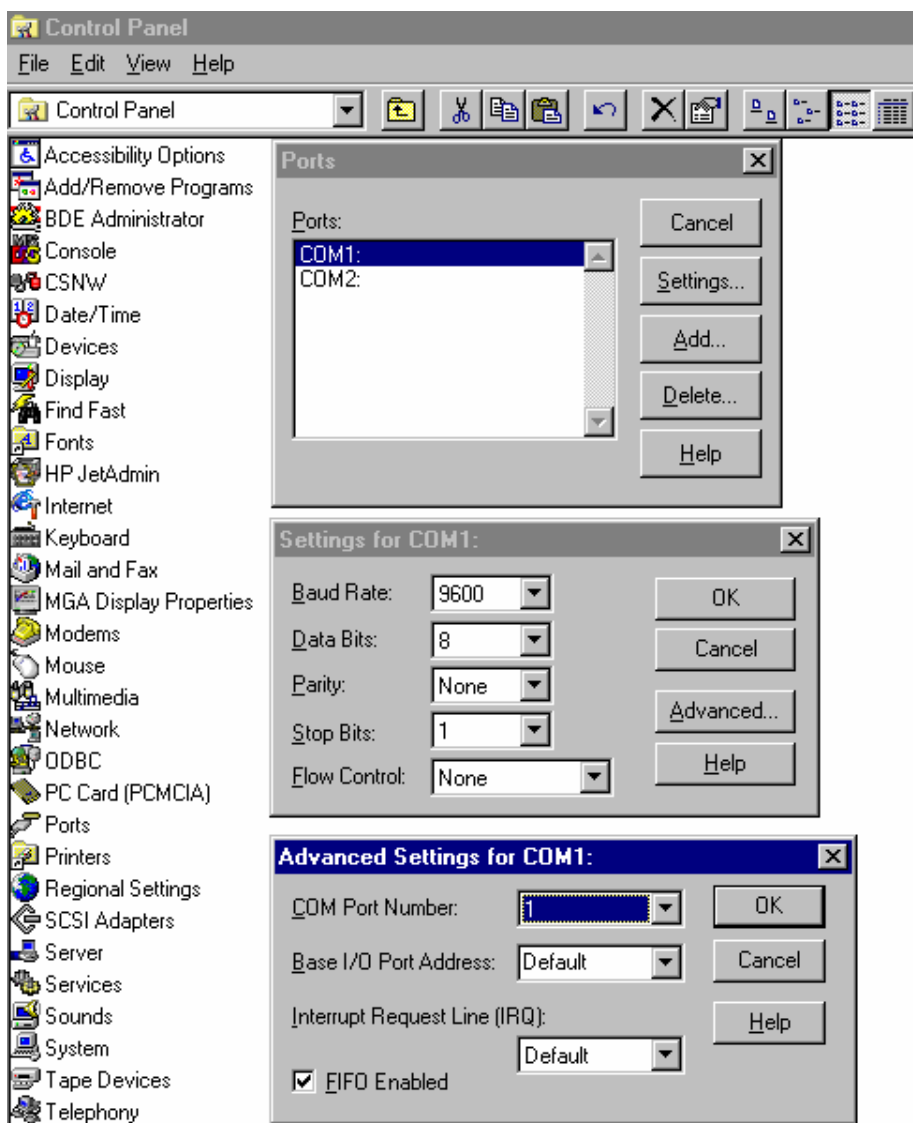 Control Panel
File Edit View Help
Control Panel
Accessibility Options
Add/Remove Programs
BDE Administrator
Console
CSNW
Date/Time
Devices
Display
Find Fast
Fonts
HP JetAdmin
Internet
Keyboard
Mail and Fax
MGA Display Properties
Modems
Mouse
Multimedia
Network
ODBC
PC Card (PCMCIA)
Ports
Printers
Regional Settings
SCSI Adapters
Server
Services
Sounds
System
Tape Devices
Telephony
Ports
Ports:
COM1:
COM2:
Cancel
Settings...
Add...
Delete...
Help
Settings for COM1:
Baud Rate: 9600
Data Bits: 8
Parity: None
Stop Bits: 1
Flow Control: None
OK
Cancel
Advanced...
Help
Advanced Settings for COM1:
COM Port Number: 1
Base I/O Port Address: Default
Interrupt Request Line (IRQ):
Default
FIFO Enabled
OK
Cancel
Help